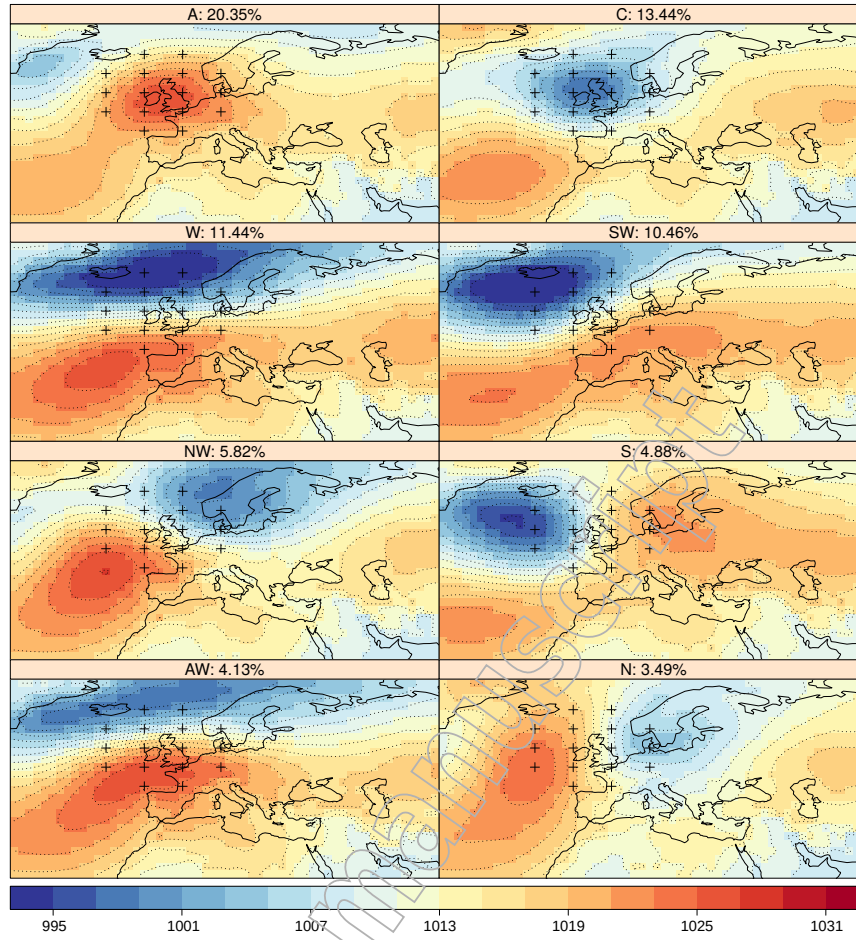 A: 20.35%
C: 13.44%
W: 11.44%
SW: 10.46%
NW: 5.82%
S: 4.88%
AW: 4.13%
N: 3.49%
manuscript
995 1001 1007 1013 1019 1025 1031